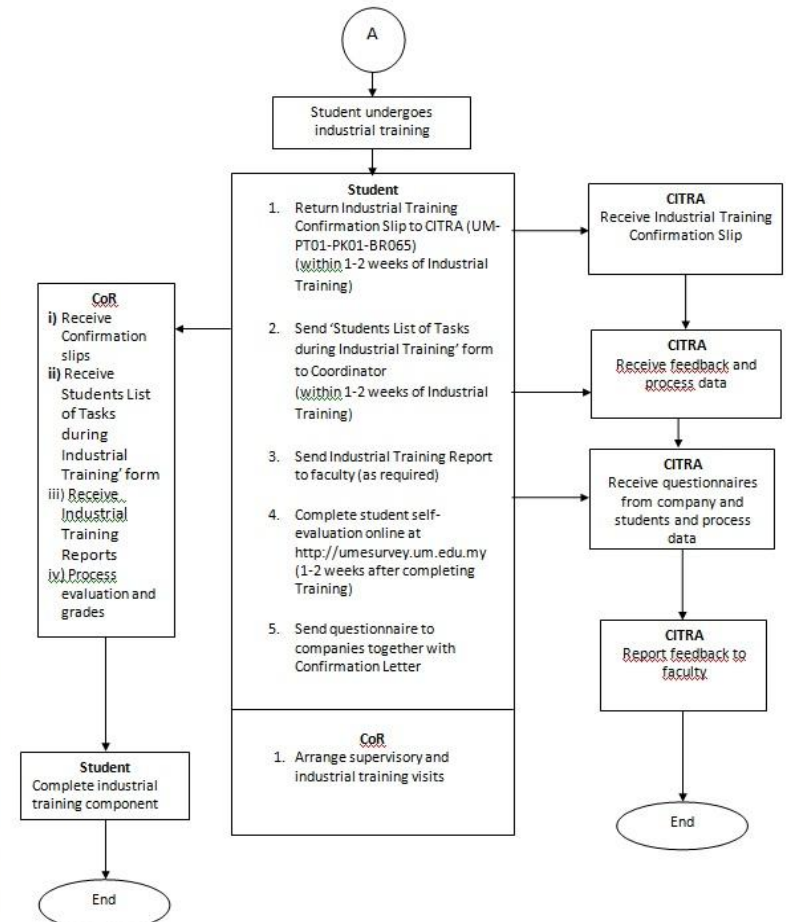 A
Student undergoes
industrial training
Student
1. Return Industrial Training
Confirmation Slip to CITRA (UM-
PT01-PK01-BR065)
(within 1-2 weeks of Industrial
Training)
2. Send ‘Students List of Tasks
during Industrial Training’ form
to Coordinator
(within 1-2 weeks of Industrial
Training)
3. Send Industrial Training Report
to faculty (as required)
4. Complete student self-
evaluation online at
http://umesurvey.um.edu.my
(1-2 weeks after completing
Training)
5. Send questionnaire to
companies together with
Confirmation Letter
CoR
1. Arrange supervisory and
industrial training visits
CoR
i) Receive
Confirmation
slips
ii) Receive
Students List
of Tasks
during
Industrial
Training’ form
iii) Receive
Industrial
Training
Reports
iv) Process
evaluation and
grades
Student
Complete industrial
training component
End
CITRA
Receive Industrial Training
Confirmation Slip
CITRA
Receive feedback and
process data
CITRA
Receive questionnaires
from company and
students and process
data
CITRA
Report feedback to
faculty
End